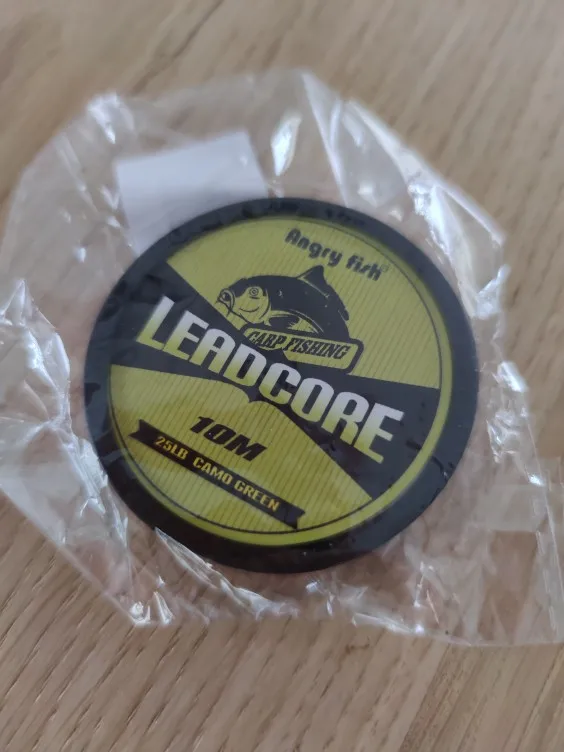 Angry fish
CARP FISHING
LEADCORE
10M
25LB CAMO GREEN